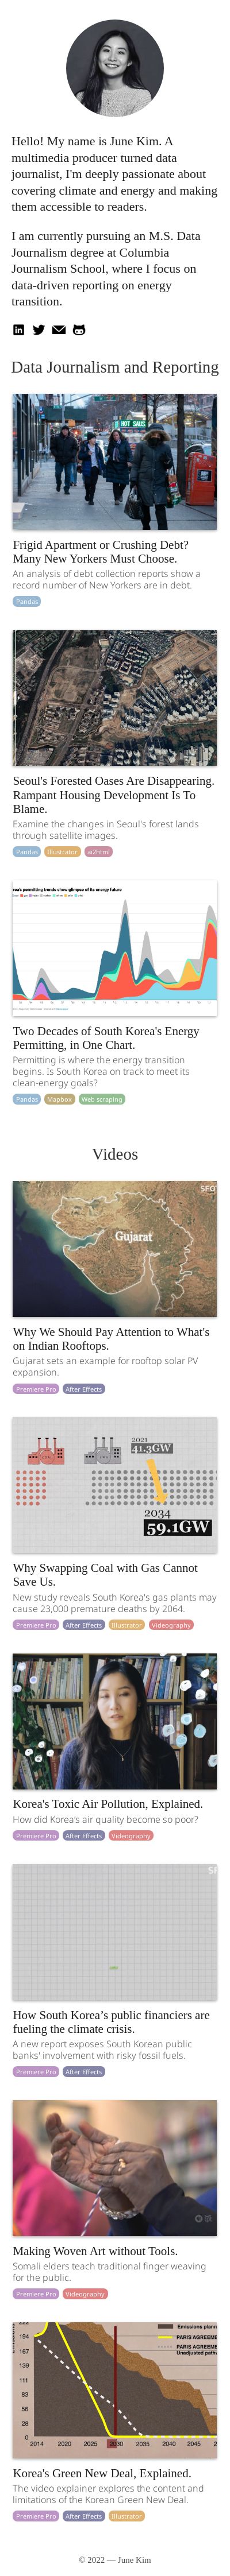 Hello! My name is June Kim. A
multimedia producer turned data
journalist, I'm deeply passionate about
covering climate and energy and making
them accessible to readers.
I am currently pursuing an M.S. Data
Journalism degree at Columbia
Journalism School, where I focus on
data-driven reporting on energy
transition.
Data Journalism and Reporting
HOT SUBS
Frigid Apartment or Crushing Debt?
Many New Yorkers Must Choose.
An analysis of debt collection reports show a
record number of New Yorkers are in debt.
Pandas
Seoul's Forested Oases Are Disappearing.
Rampant Housing Development Is To
Blame.
Examine the changes in Seoul's forest lands
through satellite images.
Pandas Illustrator ai2html
rea's permitting trends show glimpse of its energy future
Two Decades of South Korea's Energy
Permitting, in One Chart.
Permitting is where the energy transition
begins. Is South Korea on track to meet its
clean-energy goals?
Pandas Mapbox Web scraping
Videos
SFO
Gujarat
Why We Should Pay Attention to What's
on Indian Rooftops.
Gujarat sets an example for rooftop solar PV
expansion.
Premiere Pro After Effects
2021
41.3GW
2034
59.1GW
Why Swapping Coal with Gas Cannot
Save Us.
New study reveals South Korea's gas plants may
cause 23,000 premature deaths by 2064.
Premiere Pro After Effects Illustrator Videography
Korea's Toxic Air Pollution, Explained.
How did Korea’s air quality become so poor?
Premiere Pro After Effects Videography
How South Korea’s public financiers are
fueling the climate crisis.
A new report exposes South Korean public
banks' involvement with risky fossil fuels.
Premiere Pro After Effects
Making Woven Art without Tools.
Somali elders teach traditional finger weaving
for the public.
Premiere Pro Videography
Emissions plann
PARIS AGREEME
PARIS AGREEME
Unadjusted path
194
167
139
111
83
56
28
0
2014 2020 2025 2030 2035 2040 2045
Korea's Green New Deal, Explained.
The video explainer explores the content and
limitations of the Korean Green New Deal.
Premiere Pro After Effects Illustrator
© 2022 — June Kim